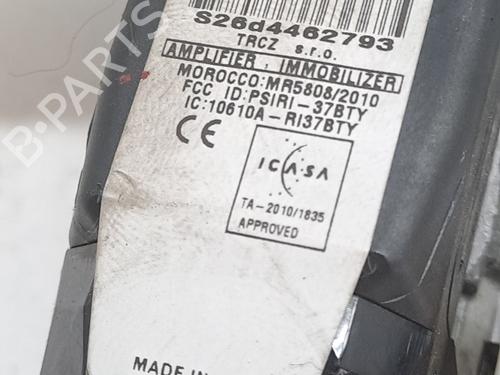 S26d4462793
TRCZ s.r.o.
AMPLIFIER, IMMOBILIZER
MOROCCO:MR5808/2010
FCC ID:PSIRI-37BTY
IC:10610A-RI37BTY
CE
ICASA
TA-2010/1835
APPROVED
MADE IN
B-PARTS